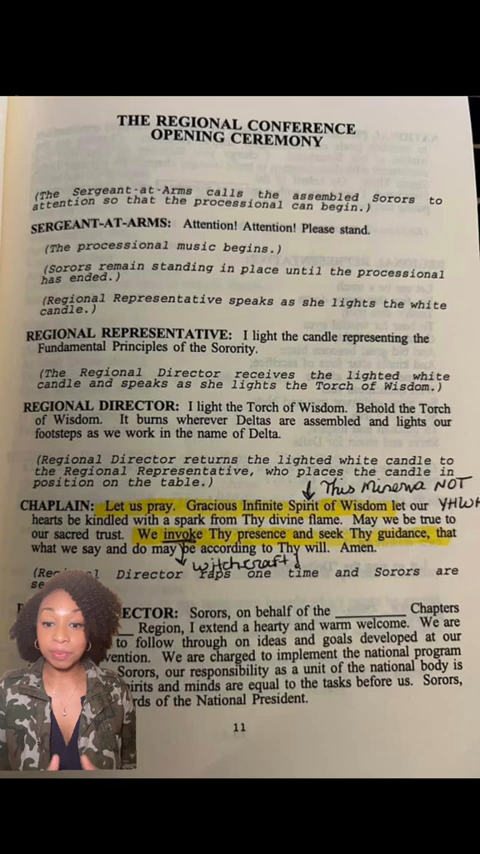 THE REGIONAL CONFERENCE
OPENING CEREMONY
(The Sergeant-at-Arms calls the assembled Sorors to
attention so that the processional can begin.)
SERGEANT-AT-ARMS: Attention! Attention! Please stand.
(The processional music begins.)
(Sorors remain standing in place until the processional
has ended.)
(Regional Representative speaks as she lights the white
candle.)
REGIONAL REPRESENTATIVE: I light the candle representing the
Fundamental Principles of the Sorority.
(The Regional Director receives the lighted white
candle and speaks as she lights the Torch of Wisdom.)
REGIONAL DIRECTOR: I light the Torch of Wisdom. Behold the Torch
of Wisdom. It burns wherever Deltas are assembled and lights our
footsteps as we work in the name of Delta.
(Regional Director returns the lighted white candle to
the Regional Representative, who places the candle in
position on the table.)
This Minerva NOT
YHWH
CHAPLAIN: Let us pray. Gracious Infinite Spirit of Wisdom let our
hearts be kindled with a spark from Thy divine flame. May we be true to
our sacred trust. We invoke Thy presence and seek Thy guidance, that
what we say and do may be according to Thy will. Amen.
witchcraft
Director raps one time and Sorors are
ECTOR: Sorors, on behalf of the ________ Chapters
Region, I extend a hearty and warm welcome. We are
to follow through on ideas and goals developed at our
vention. We are charged to implement the national program
Sorors, our responsibility as a unit of the national body is
irits and minds are equal to the tasks before us. Sorors,
rds of the National President.
11